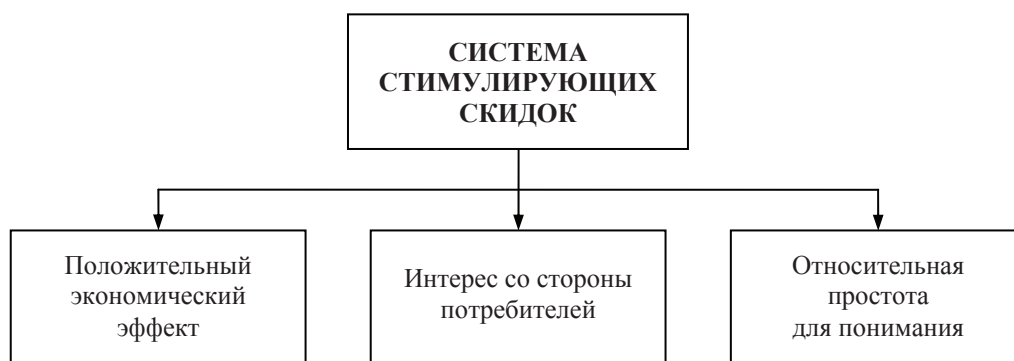 СИСТЕМА
СТИМУЛИРУЮЩИХ
СКИДОК
Положительный
экономический
эффект
Интерес со стороны
потребителей
Относительная
простота
для понимания